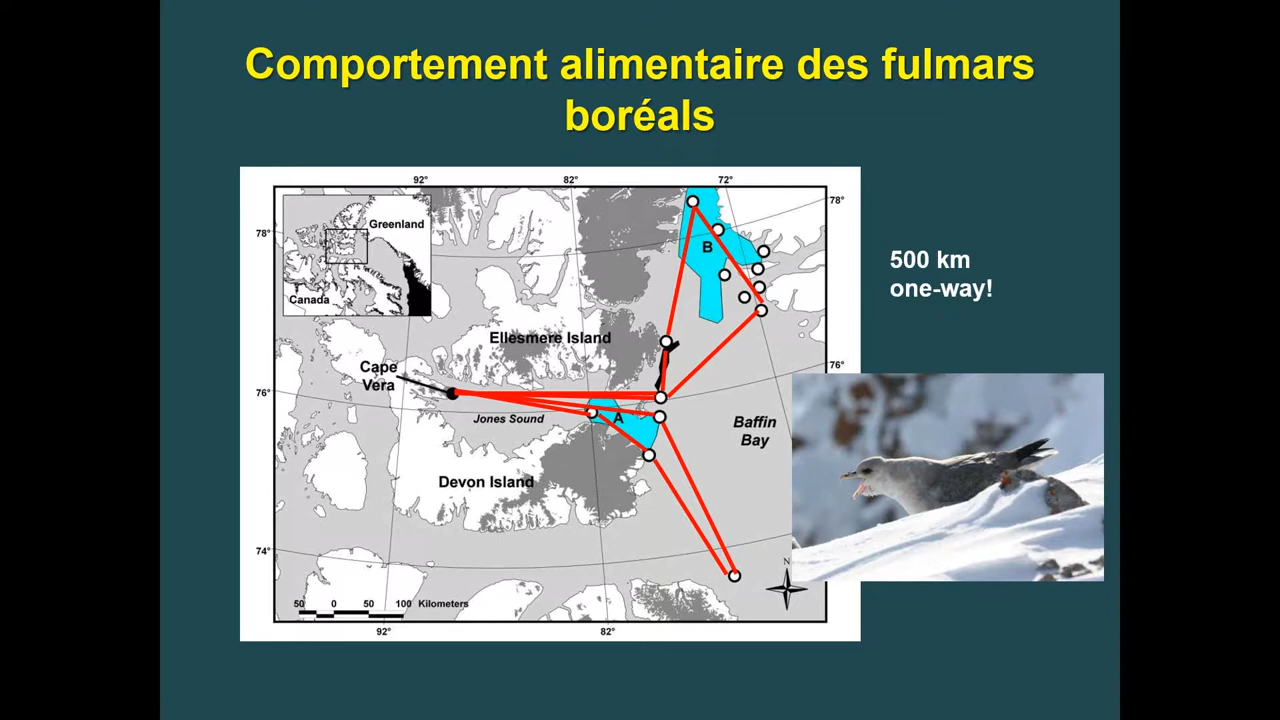 Comportement alimentaire des fulmars
boréals
92°
82°
72°
78°
78°
Greenland
Canada
B
500 km
one-way!
Ellesmere Island
Cape
Vera
76°
76°
Jones Sound
A
Baffin
Bay
Devon Island
74°
N
50 0 50 100 Kilometers
92°
82°